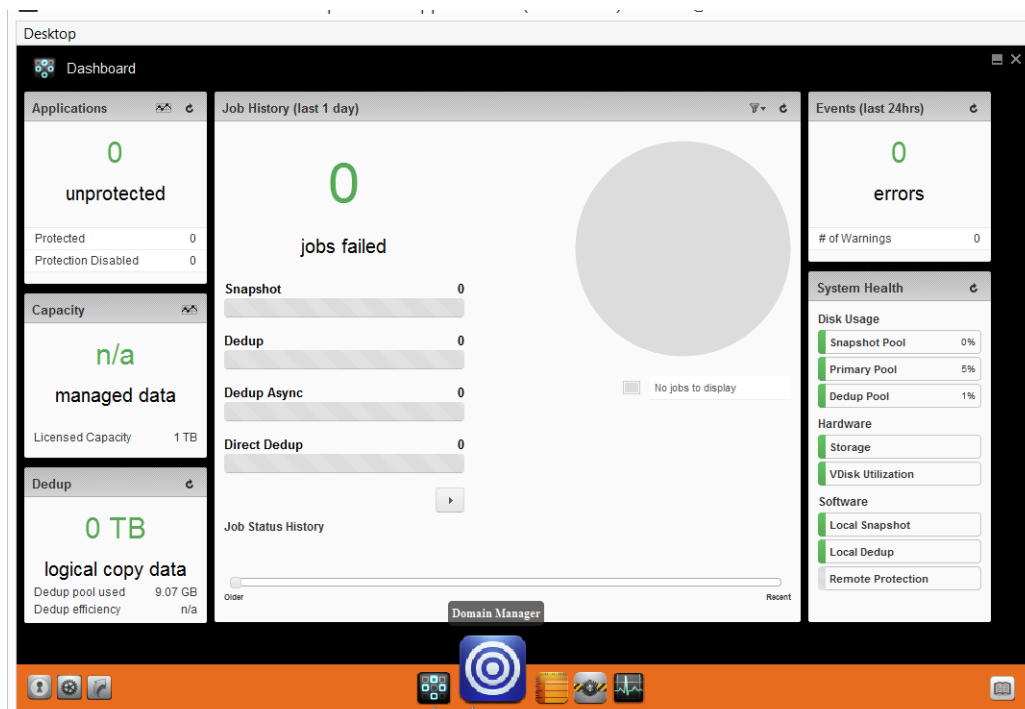 Desktop
Dashboard
Applications
0
unprotected
Protected 0
Protection Disabled 0
Capacity
n/a
managed data
Licensed Capacity 1 TB
Dedup
0 TB
logical copy data
Dedup pool used 9.07 GB
Dedup efficiency n/a
Job History (last 1 day)
0
jobs failed
Snapshot 0
Dedup 0
Dedup Async 0
Direct Dedup 0
No jobs to display
Job Status History
Older Recent
Events (last 24hrs)
0
errors
# of Warnings 0
System Health
Disk Usage
Snapshot Pool 0%
Primary Pool 5%
Dedup Pool 1%
Hardware
Storage
VDisk Utilization
Software
Local Snapshot
Local Dedup
Remote Protection
Domain Manager